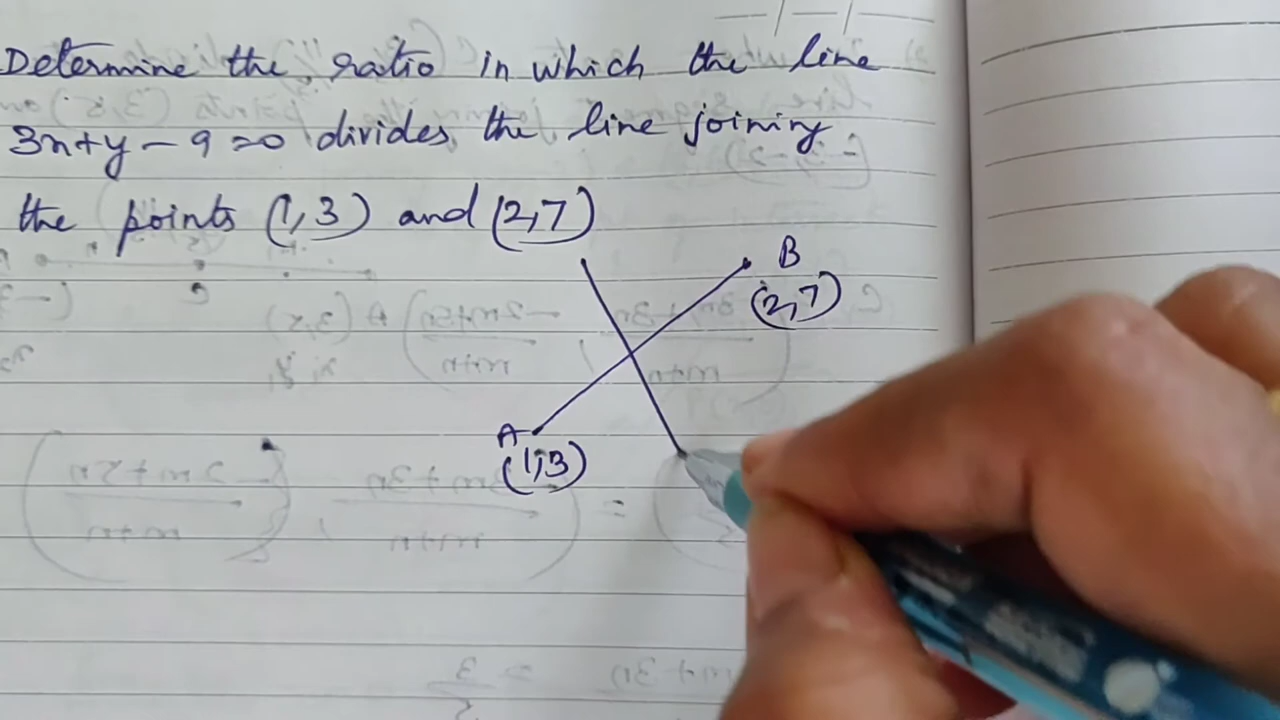 Determine the ratio in which the line
3x+y-9=0 divides the line joining
the points (1,3) and (2,7)
B
(2,7)
A
(1,3)